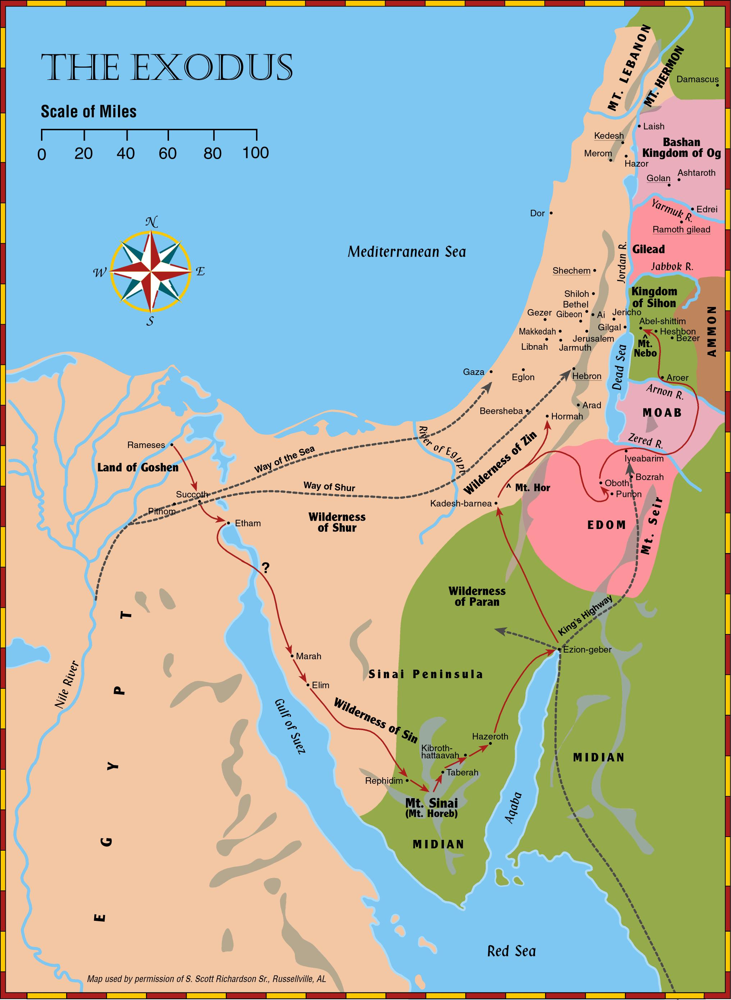 THE EXODUS
Scale of Miles
0 20 40 60 80 100
N
W
E
S
MT. LEBANON
MT. HERMON
Damascus
Laish
Kedesh
Bashan
Kingdom of Og
Merom
Hazor
Ashtaroth
Golan
Yarmuk R.
Edrei
Dor
Ramoth gilead
Mediterranean Sea
Jordan R.
Gilead
Jabbok R.
Shechem
Kingdom
of Sihon
Shiloh
Bethel
Gezer
Gibeon
Ai
Jericho
Abel-shittim
Makkedah
Gilgal
Heshbon
Jerusalem
Bezer
Libnah
Jarmuth
^
Mt.
Nebo
AMMON
Dead Sea
Gaza
Eglon
Hebron
Aroer
Arnon R.
Arad
Beersheba
Hormah
MOAB
River of Egypt
Wilderness of Zin
Zered R.
Rameses
Way of the Sea
Iyeabarim
Land of Goshen
Bozrah
Oboth
Way of Shur
^ Mt. Hor
Punon
Succoth
Kadesh-barnea
Pithom
Wilderness
of Shur
Etham
EDOM
Mt. Seir
?
Wilderness
of Paran
King's Highway
Ezion-geber
Marah
Sinai Peninsula
Elim
Nile River
EGYPT
Gulf of Suez
Wilderness of Sin
Hazeroth
Kibroth-
hattaavah
MIDIAN
Taberah
Rephidim
Mt. Sinai
(Mt. Horeb)
Aqaba
MIDIAN
Red Sea
Map used by permission of S. Scott Richardson Sr., Russellville, AL